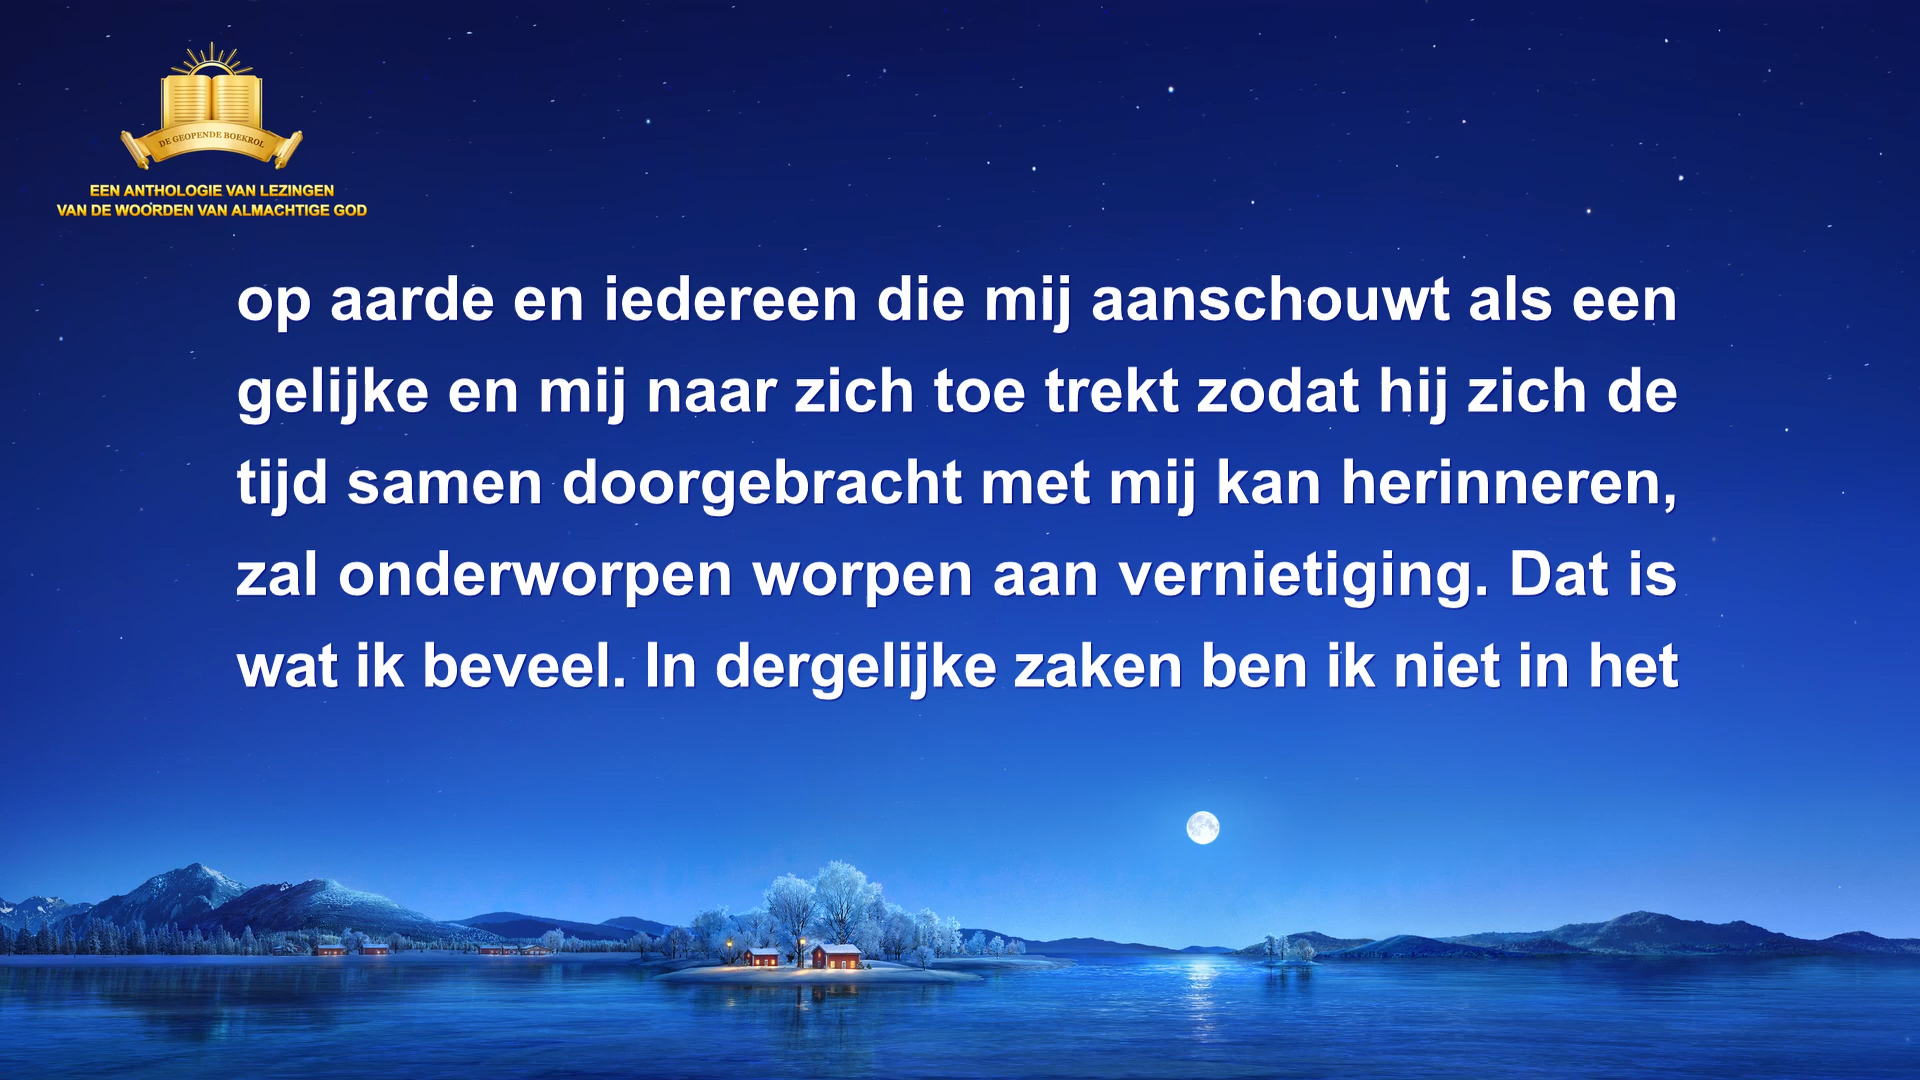 DE GEOPENDE BOEKROL
EEN ANTHOLOGIE VAN LEZINGEN
VAN DE WOORDEN VAN ALMACHTIGE GOD
op aarde en iedereen die mij aanschouwt als een
gelijke en mij naar zich toe trekt zodat hij zich de
tijd samen doorgebracht met mij kan herinneren,
zal onderworpen worpen aan vernietiging. Dat is
wat ik beveel. In dergelijke zaken ben ik niet in het